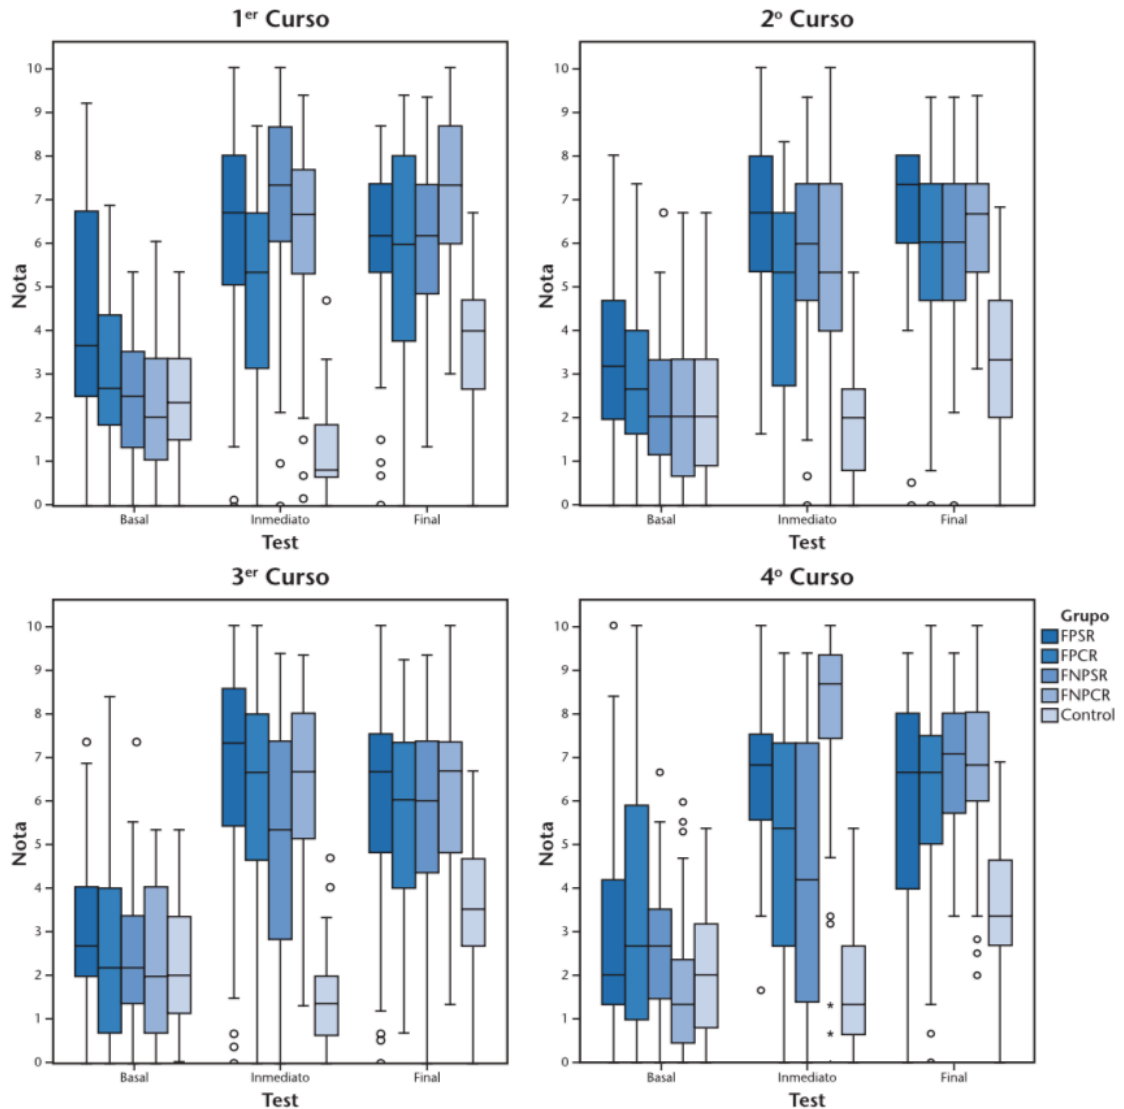 1er Curso
2o Curso
Nota
10
9
8
7
6
5
4
3
2
1
0
Basal Inmediato Final
Test
Nota
10
9
8
7
6
5
4
3
2
1
0
Basal Inmediato Final
Test
3er Curso
4o Curso
Nota
10
9
8
7
6
5
4
3
2
1
0
Basal Inmediato Final
Test
Nota
10
9
8
7
6
5
4
3
2
1
0
Basal Inmediato Final
Test
Grupo
FPSR
FPCR
FNPSR
FNPCR
Control